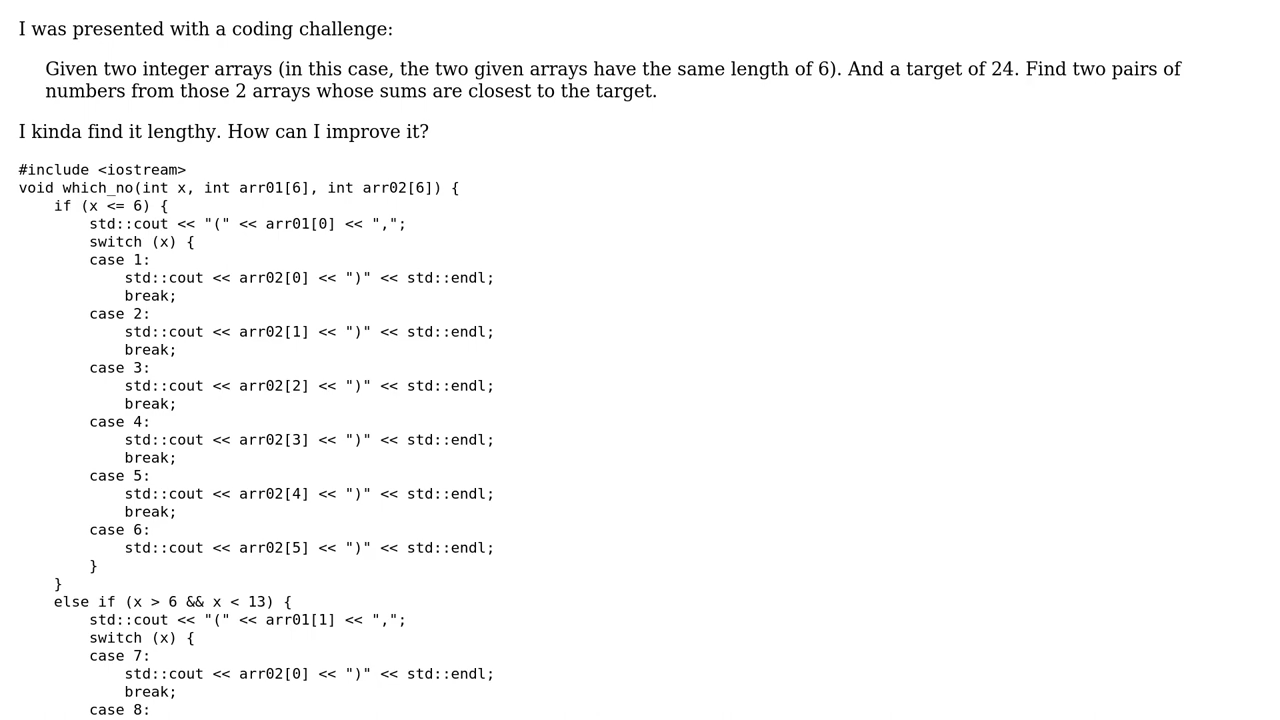 I was presented with a coding challenge:
Given two integer arrays (in this case, the two given arrays have the same length of 6). And a target of 24. Find two pairs of
numbers from those 2 arrays whose sums are closest to the target.
I kinda find it lengthy. How can I improve it?
#include <iostream>
void which_no(int x, int arr01[6], int arr02[6]) {
    if (x <= 6) {
        std::cout << "(" << arr01[0] << ",";
        switch (x) {
        case 1:
            std::cout << arr02[0] << ")" << std::endl;
            break;
        case 2:
            std::cout << arr02[1] << ")" << std::endl;
            break;
        case 3:
            std::cout << arr02[2] << ")" << std::endl;
            break;
        case 4:
            std::cout << arr02[3] << ")" << std::endl;
            break;
        case 5:
            std::cout << arr02[4] << ")" << std::endl;
            break;
        case 6:
            std::cout << arr02[5] << ")" << std::endl;
        }
    }
    else if (x > 6 && x < 13) {
        std::cout << "(" << arr01[1] << ",";
        switch (x) {
        case 7:
            std::cout << arr02[0] << ")" << std::endl;
            break;
        case 8: